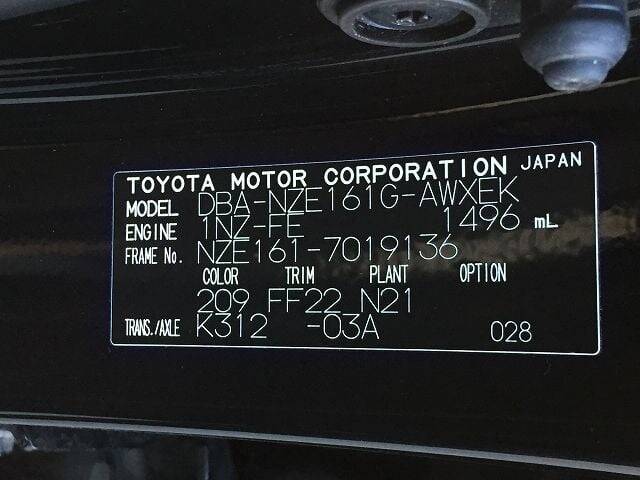 TOYOTA MOTOR CORPORATION JAPAN
MODEL DBA-NZE161G-AWXEK
ENGINE 1NZ-FE 1496 mL
FRAME No. NZE161-7019136
COLOR TRIM PLANT OPTION
209 FF22 N21
TRANS./AXLE K312 -03A 028